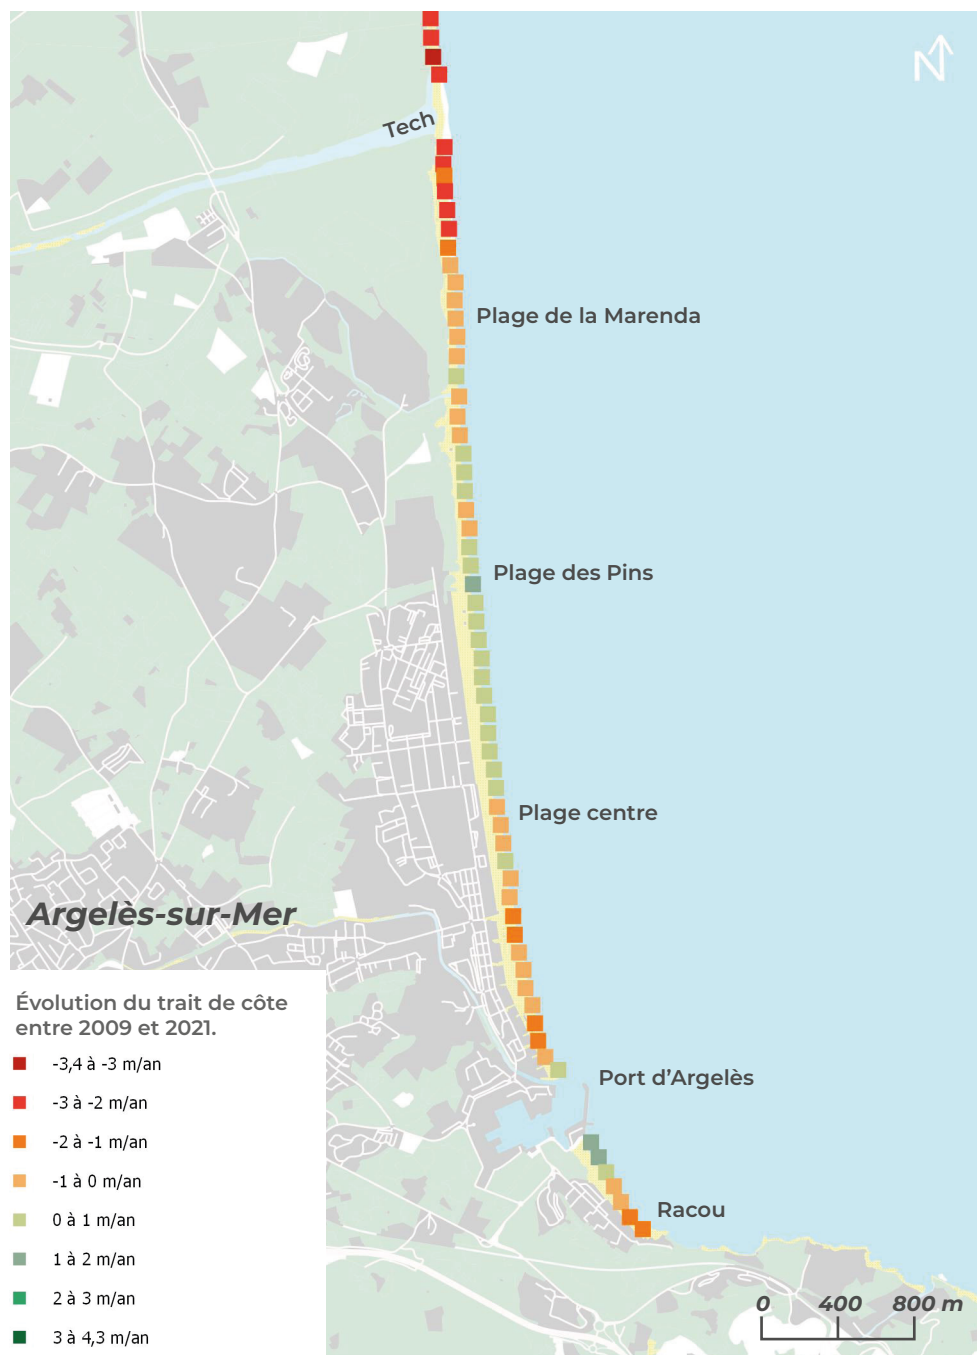 N
Tech
Plage de la Marenda
Plage des Pins
Plage centre
Argelès-sur-Mer
Évolution du trait de côte
entre 2009 et 2021.
-3,4 à -3 m/an
-3 à -2 m/an
-2 à -1 m/an
-1 à 0 m/an
0 à 1 m/an
1 à 2 m/an
2 à 3 m/an
3 à 4,3 m/an
Port d’Argelès
Racou
0 400 800 m